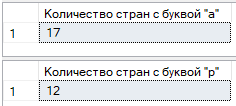 Количество стран с буквой "а"
1 17
Количество стран с буквой "р"
1 12